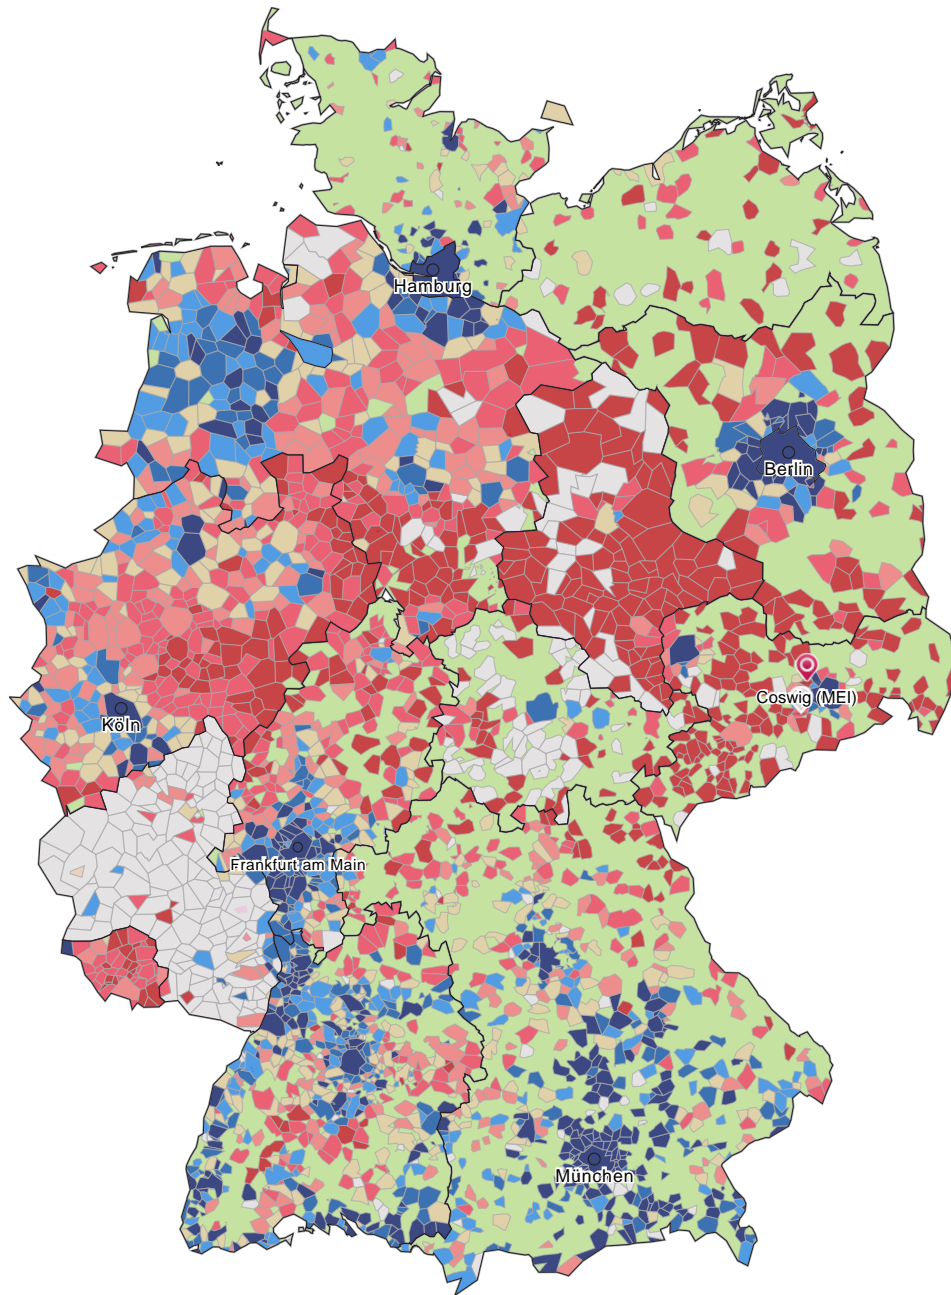 Hamburg
Berlin
Coswig (MEI)
Köln
Frankfurt am Main
München